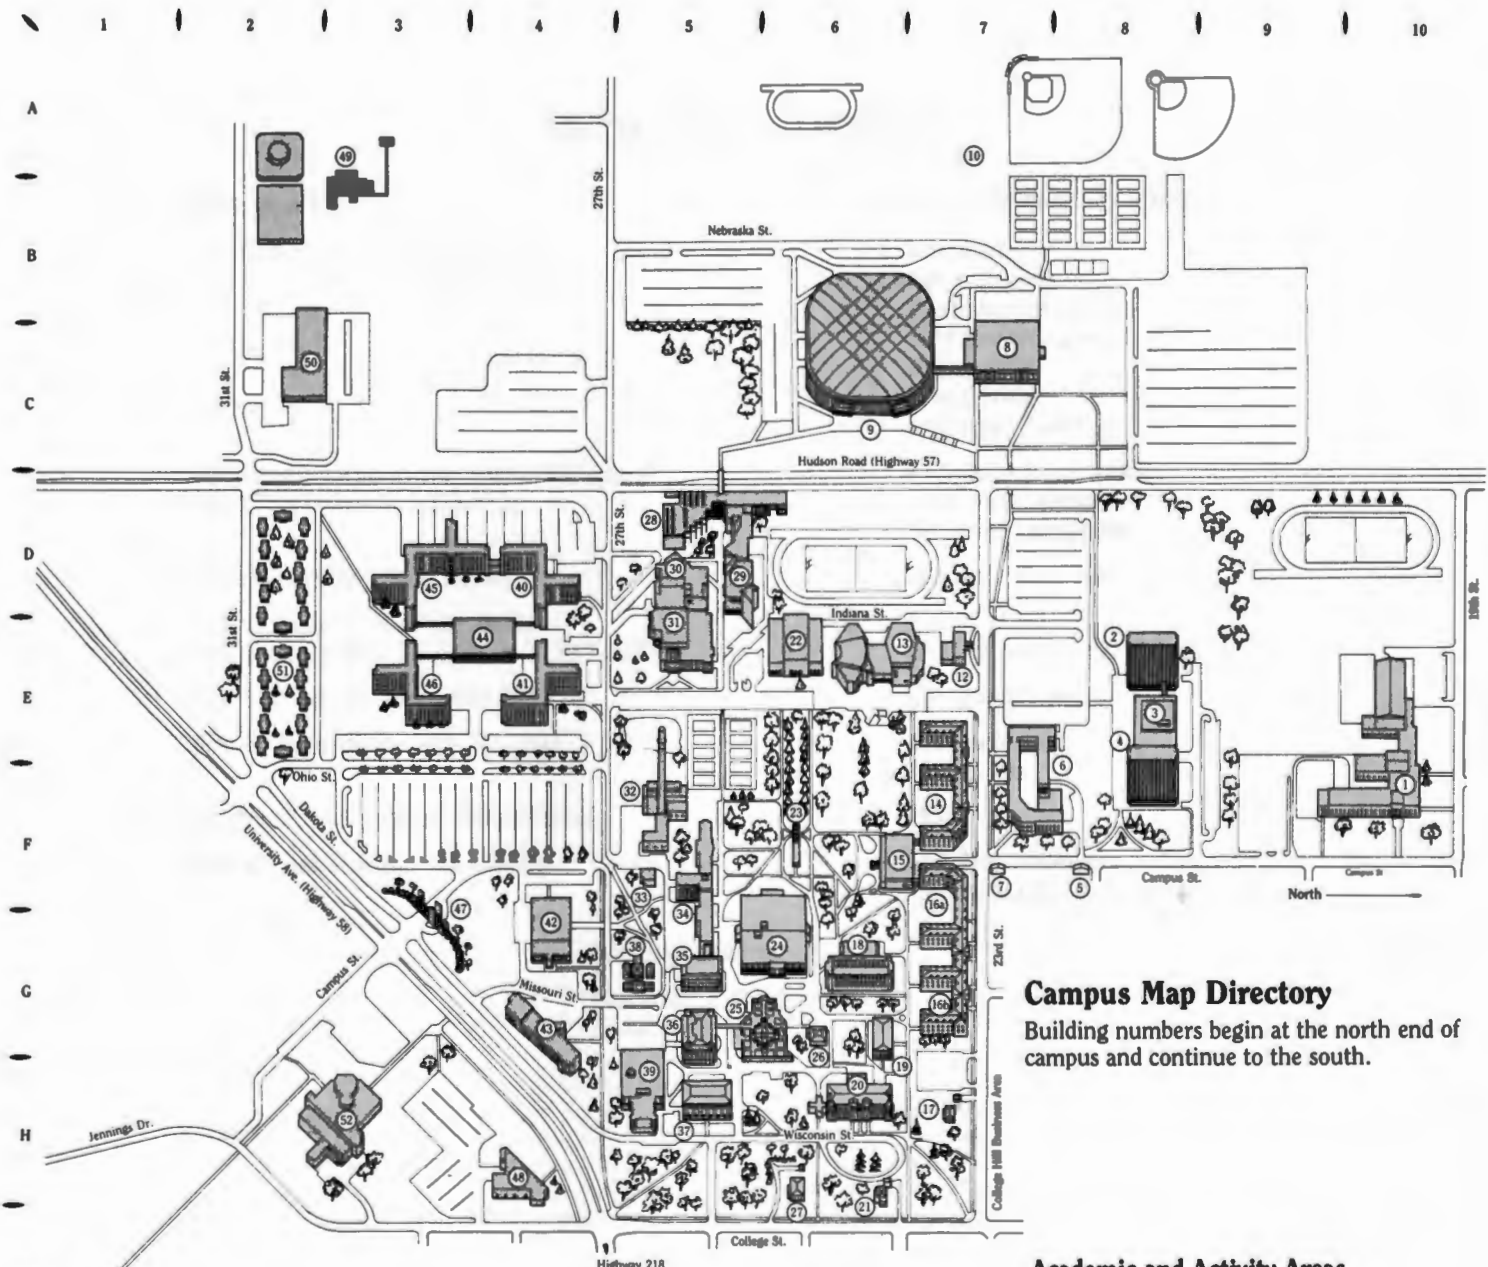 1 2 3 4 5 6 7 8 9 10
A
49
10
27th St.
Nebraska St.
B
8
50
31st St.
C
9
Hudson Road (Highway 57)
28
27th St.
D
30
29
45
40
19th St.
Indiana St.
31st St.
31
2
44
22
13
51
12
46
41
E
3
4
6
Ohio St.
32
1
23
14
Dakota St.
F
15
University Ave. (Highway 58)
7
5
Campus St.
Campus St
33
North
16a
47
34
42
38
24
18
23rd St.
35
Campus St.
G
Missouri St.
Campus Map Directory
16b
25
Building numbers begin at the north end of
campus and continue to the south.
43
36
26
19
39
20
52
17
College Hill Business Area
Jennings Dr.
H
37
Wisconsin St.
48
27
21
College St.
Highway 218
Academic and Activity Areas